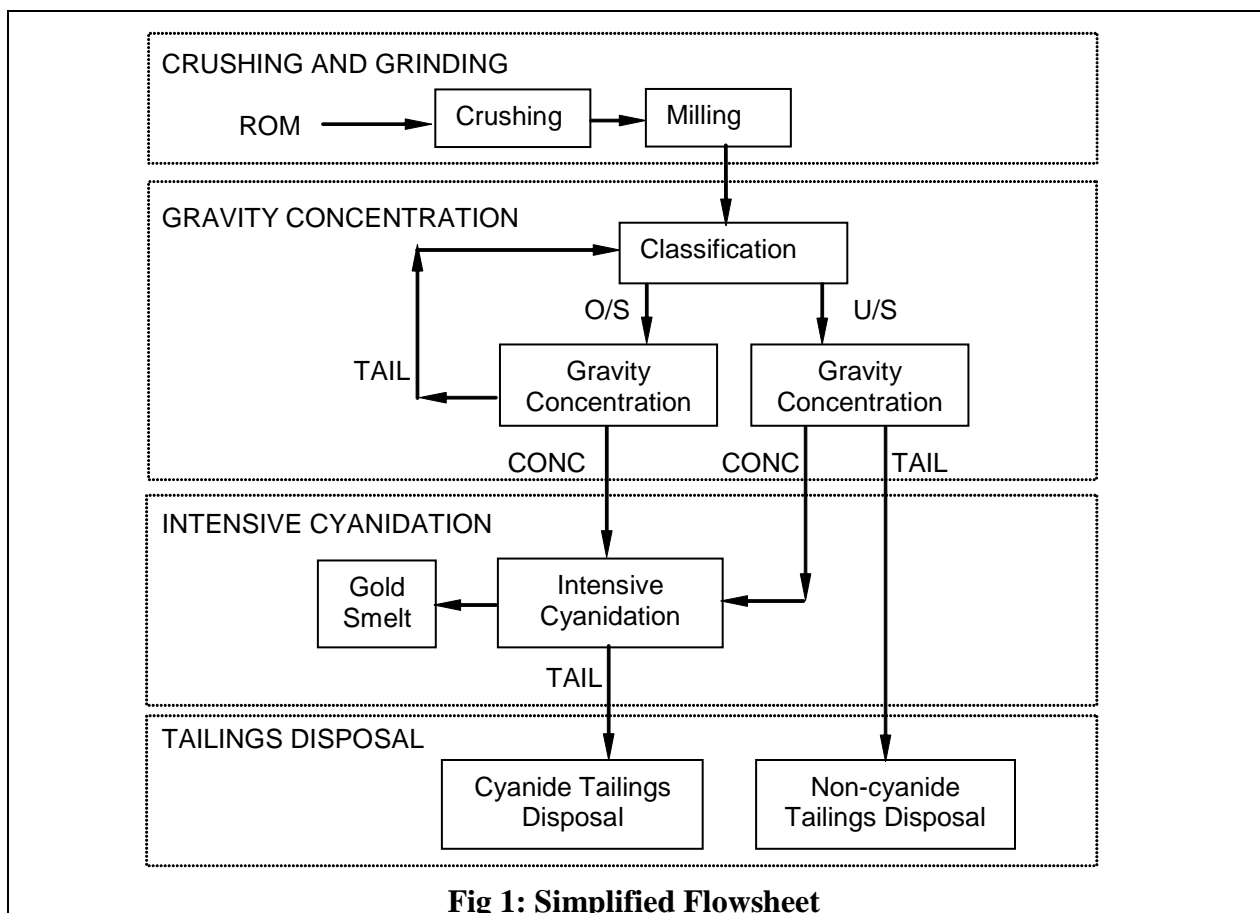 CRUSHING AND GRINDING
ROM
Crushing
Milling
GRAVITY CONCENTRATION
Classification
O/S
U/S
TAIL
Gravity
Concentration
Gravity
Concentration
CONC
CONC
TAIL
INTENSIVE CYANIDATION
Gold
Smelt
Intensive
Cyanidation
TAIL
TAILINGS DISPOSAL
Cyanide Tailings
Disposal
Non-cyanide
Tailings Disposal
Fig 1: Simplified Flowsheet